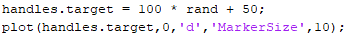 handles.target = 100 * rand + 50;
plot(handles.target,0,'d','MarkerSize',10);